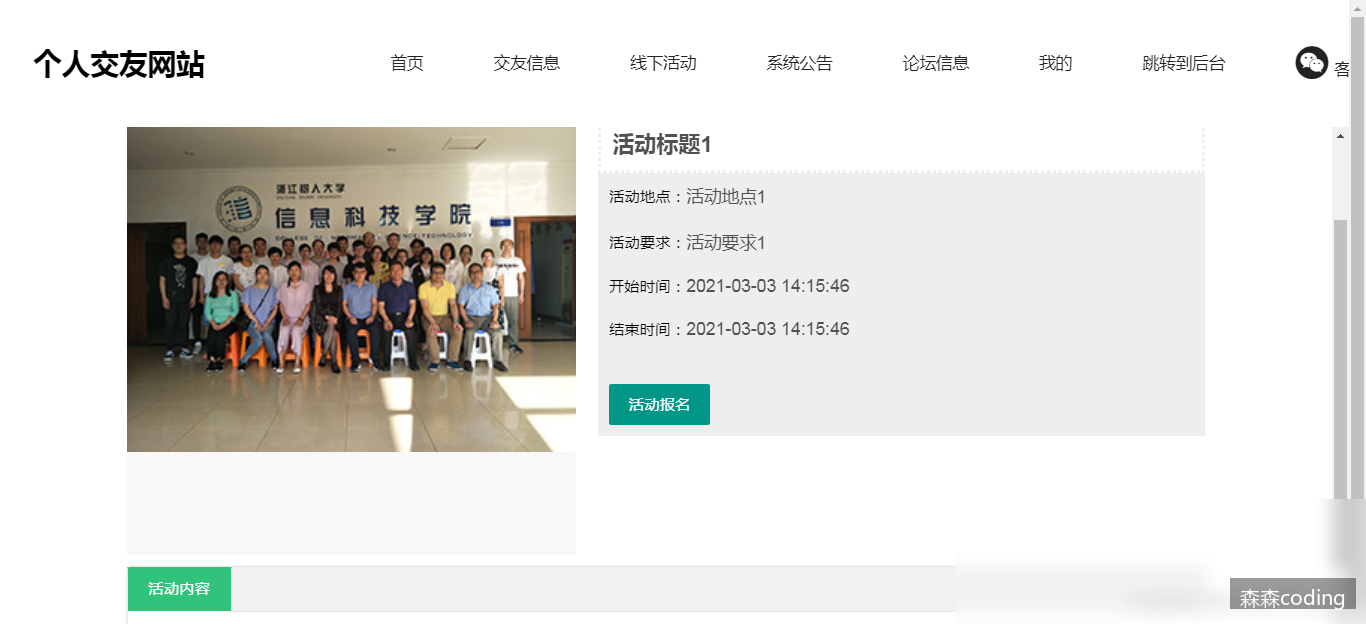 个人交友网站
首页 交友信息 线下活动 系统公告 论坛信息 我的 跳转到后台 客
浙江树人大学
信息科技学院
活动标题1
活动地点：活动地点1
活动要求：活动要求1
开始时间：2021-03-03 14:15:46
结束时间：2021-03-03 14:15:46
活动报名
活动内容
森森coding